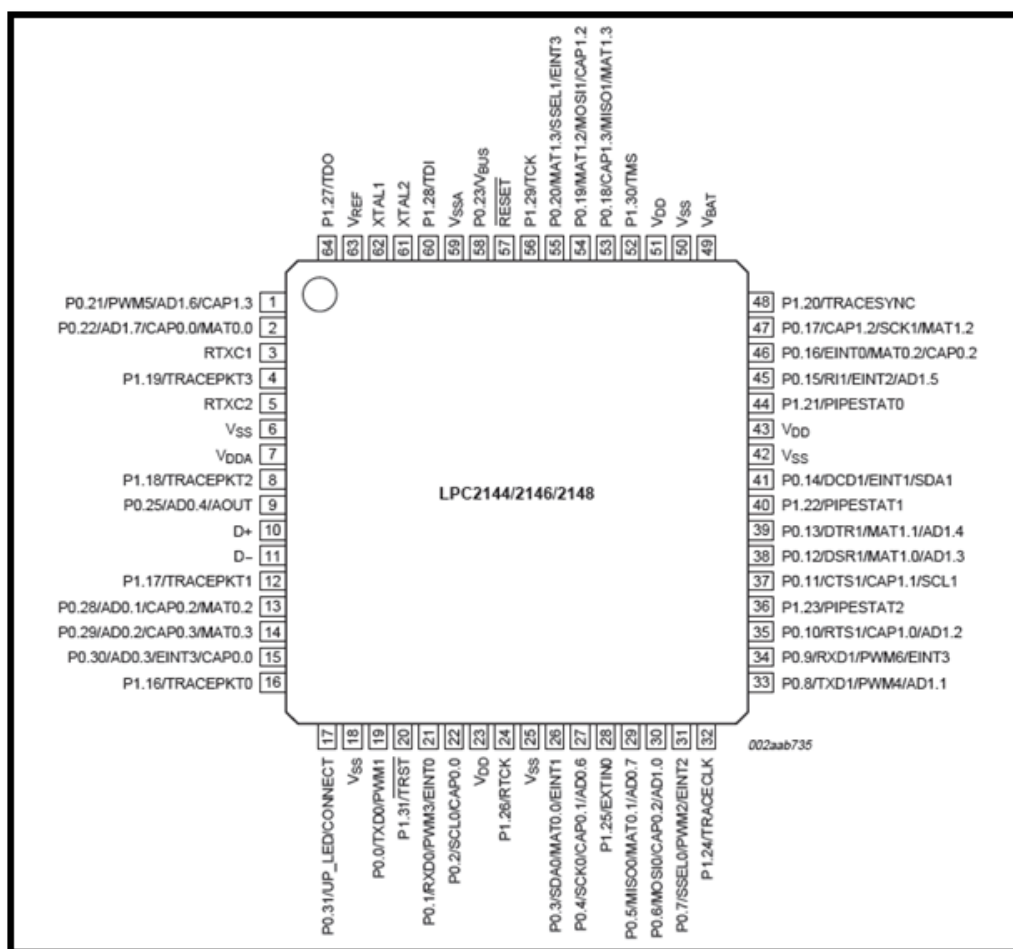 64 P1.27/TDO
63 VREF
62 XTAL1
61 XTAL2
60 P1.28/TDI
59 VSSA
58 P0.23/VBUS
57 RESET
56 P1.29/TCK
55 P0.20/MAT1.3/SSEL1/EINT3
54 P0.19/MAT1.2/MOSI1/CAP1.2
53 P0.18/CAP1.3/MISO1/MAT1.3
52 P1.30/TMS
51 VDD
50 VSS
49 VBAT
P0.21/PWM5/AD1.6/CAP1.3 1
P0.22/AD1.7/CAP0.0/MAT0.0 2
RTXC1 3
P1.19/TRACEPKT3 4
RTXC2 5
VSS 6
VDDA 7
P1.18/TRACEPKT2 8
P0.25/AD0.4/AOUT 9
D+ 10
D− 11
P1.17/TRACEPKT1 12
P0.28/AD0.1/CAP0.2/MAT0.2 13
P0.29/AD0.2/CAP0.3/MAT0.3 14
P0.30/AD0.3/EINT3/CAP0.0 15
P1.16/TRACEPKT0 16
LPC2144/2146/2148
48 P1.20/TRACESYNC
47 P0.17/CAP1.2/SCK1/MAT1.2
46 P0.16/EINT0/MAT0.2/CAP0.2
45 P0.15/RI1/EINT2/AD1.5
44 P1.21/PIPESTAT0
43 VDD
42 VSS
41 P0.14/DCD1/EINT1/SDA1
40 P1.22/PIPESTAT1
39 P0.13/DTR1/MAT1.1/AD1.4
38 P0.12/DSR1/MAT1.0/AD1.3
37 P0.11/CTS1/CAP1.1/SCL1
36 P1.23/PIPESTAT2
35 P0.10/RTS1/CAP1.0/AD1.2
34 P0.9/RXD1/PWM6/EINT3
33 P0.8/TXD1/PWM4/AD1.1
P0.31/UP_LED/CONNECT 17
VSS 18
P0.0/TXD0/PWM1 19
P1.31/TRST 20
P0.1/RXD0/PWM3/EINT0 21
P0.2/SCL0/CAP0.0 22
VDD 23
P1.26/RTCK 24
VSS 25
P0.3/SDA0/MAT0.0/EINT1 26
P0.4/SCK0/CAP0.1/AD0.6 27
P1.25/EXTIN0 28
P0.5/MISO0/MAT0.1/AD0.7 29
P0.6/MOSI0/CAP0.2/AD1.0 30
P0.7/SSEL0/PWM2/EINT2 31
P1.24/TRACECLK 32
002aab735